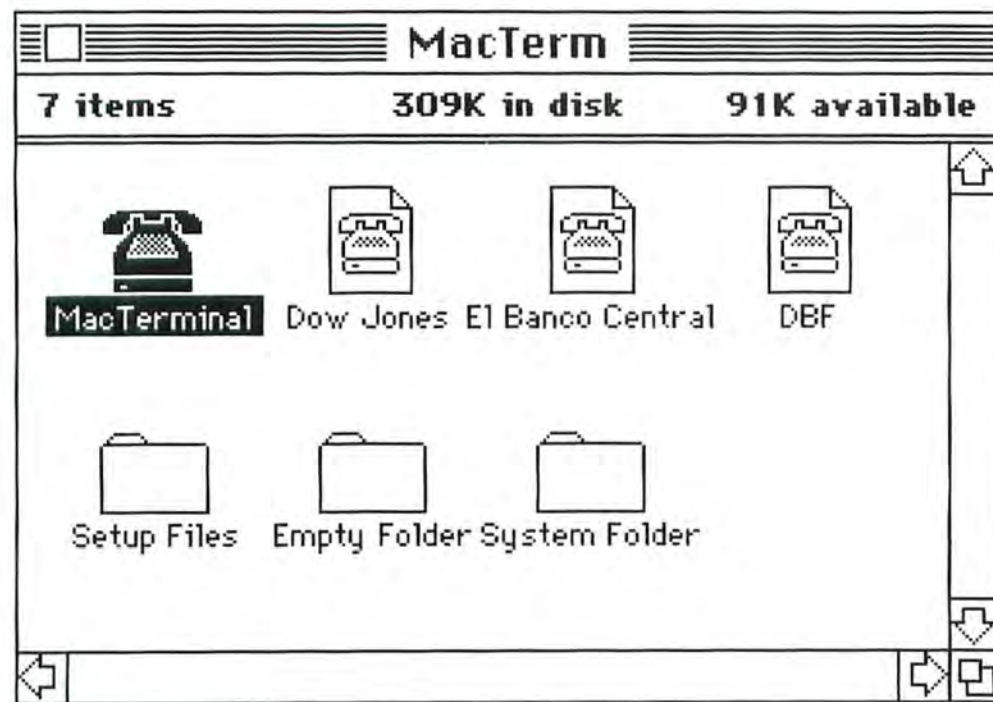 MacTerm
7 items 309K in disk 91K available
MacTerminal Dow Jones El Banco Central DBF
Setup Files Empty Folder System Folder